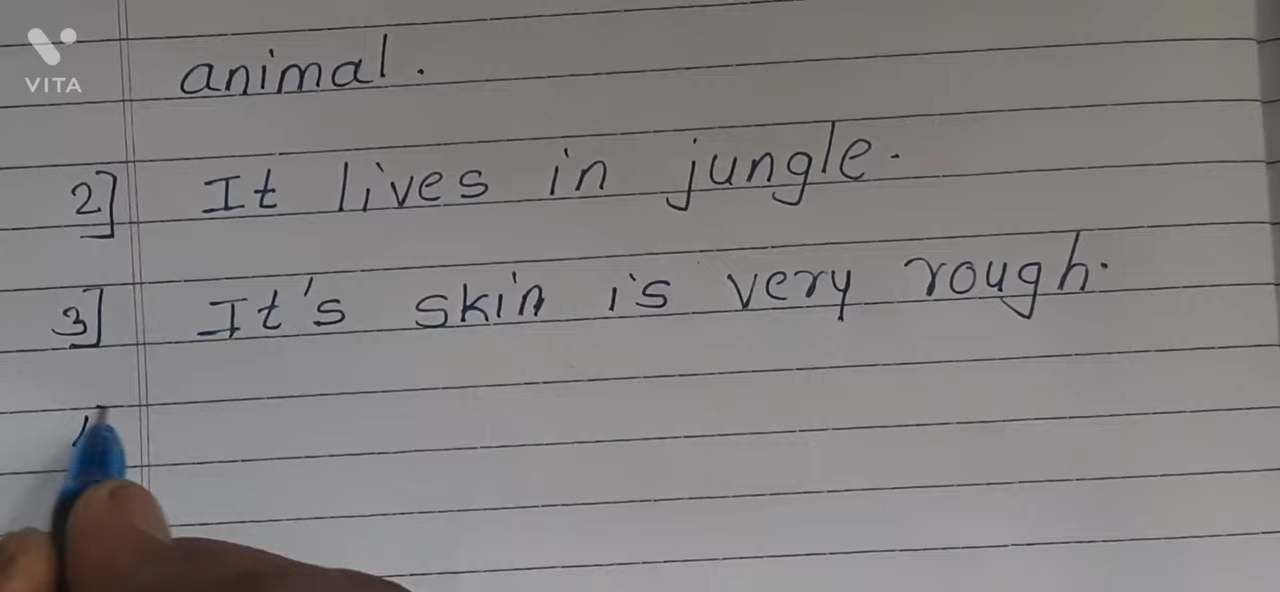 VITA
animal.
2] It lives in jungle.
3] It's skin is very rough.